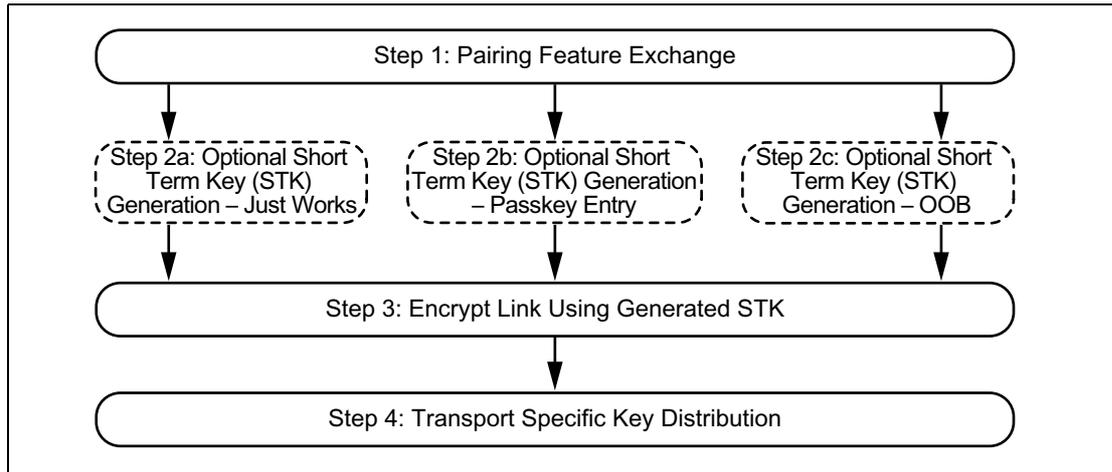 Step 1: Pairing Feature Exchange
Step 2a: Optional Short
Term Key (STK)
Generation – Just Works
Step 2b: Optional Short
Term Key (STK) Generation
– Passkey Entry
Step 2c: Optional Short
Term Key (STK)
Generation – OOB
Step 3: Encrypt Link Using Generated STK
Step 4: Transport Specific Key Distribution